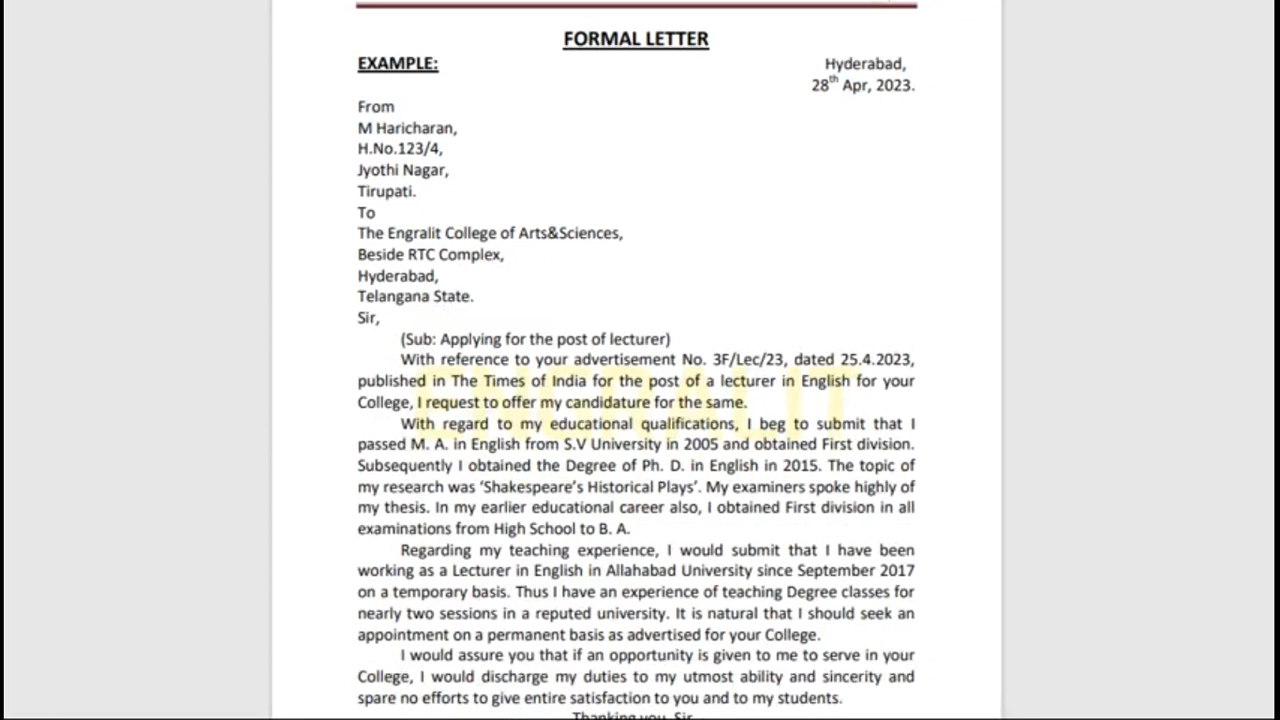 FORMAL LETTER
EXAMPLE:
Hyderabad,
28th Apr, 2023.
From
M Haricharan,
H.No.123/4,
Jyothi Nagar,
Tirupati.
To
The Engralit College of Arts&Sciences,
Beside RTC Complex,
Hyderabad,
Telangana State.
Sir,
(Sub: Applying for the post of lecturer)
With reference to your advertisement No. 3F/Lec/23, dated 25.4.2023,
published in The Times of India for the post of a lecturer in English for your
College, I request to offer my candidature for the same.
With regard to my educational qualifications, I beg to submit that I
passed M. A. in English from S.V University in 2005 and obtained First division.
Subsequently I obtained the Degree of Ph. D. in English in 2015. The topic of
my research was ‘Shakespeare’s Historical Plays’. My examiners spoke highly of
my thesis. In my earlier educational career also, I obtained First division in all
examinations from High School to B. A.
Regarding my teaching experience, I would submit that I have been
working as a Lecturer in English in Allahabad University since September 2017
on a temporary basis. Thus I have an experience of teaching Degree classes for
nearly two sessions in a reputed university. It is natural that I should seek an
appointment on a permanent basis as advertised for your College.
I would assure you that if an opportunity is given to me to serve in your
College, I would discharge my duties to my utmost ability and sincerity and
spare no efforts to give entire satisfaction to you and to my students.
Thanking you, Sir
ENGRALIT